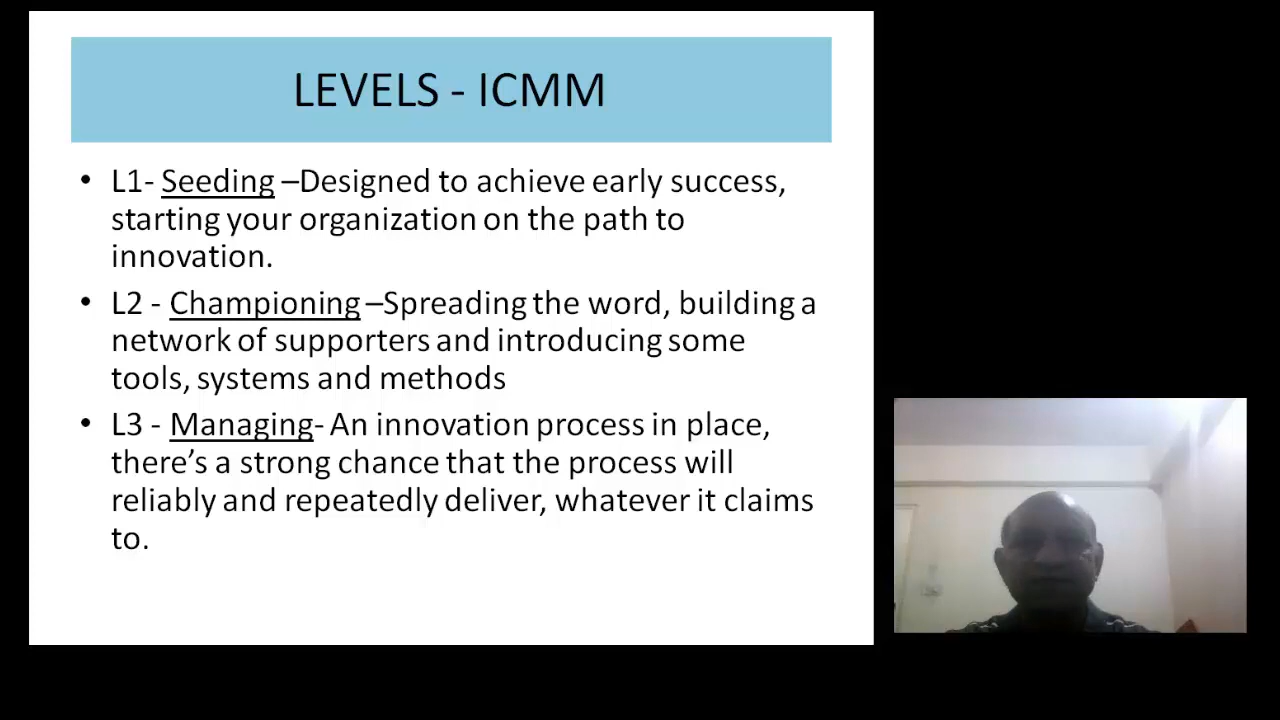 LEVELS - ICMM
• L1- Seeding –Designed to achieve early success,
starting your organization on the path to
innovation.
• L2 - Championing –Spreading the word, building a
network of supporters and introducing some
tools, systems and methods
• L3 - Managing- An innovation process in place,
there’s a strong chance that the process will
reliably and repeatedly deliver, whatever it claims
to.